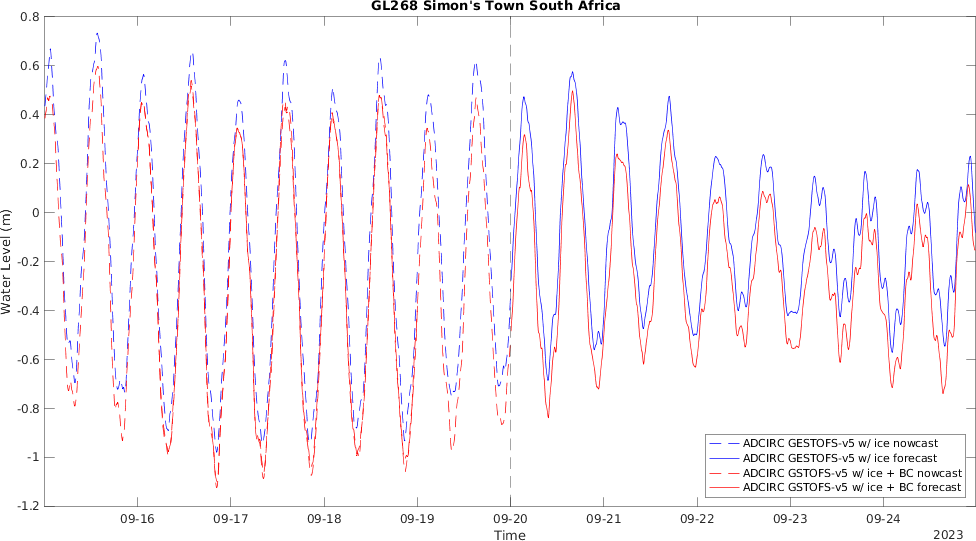 GL268 Simon's Town South Africa
0.8
0.6
0.4
0.2
0
-0.2
-0.4
-0.6
-0.8
-1
-1.2
Water Level (m)
09-16 09-17 09-18 09-19 09-20 09-21 09-22 09-23 09-24
Time
2023
ADCIRC GESTOFS-v5 w/ ice nowcast
ADCIRC GESTOFS-v5 w/ ice forecast
ADCIRC GSTOFS-v5 w/ ice + BC nowcast
ADCIRC GSTOFS-v5 w/ ice + BC forecast